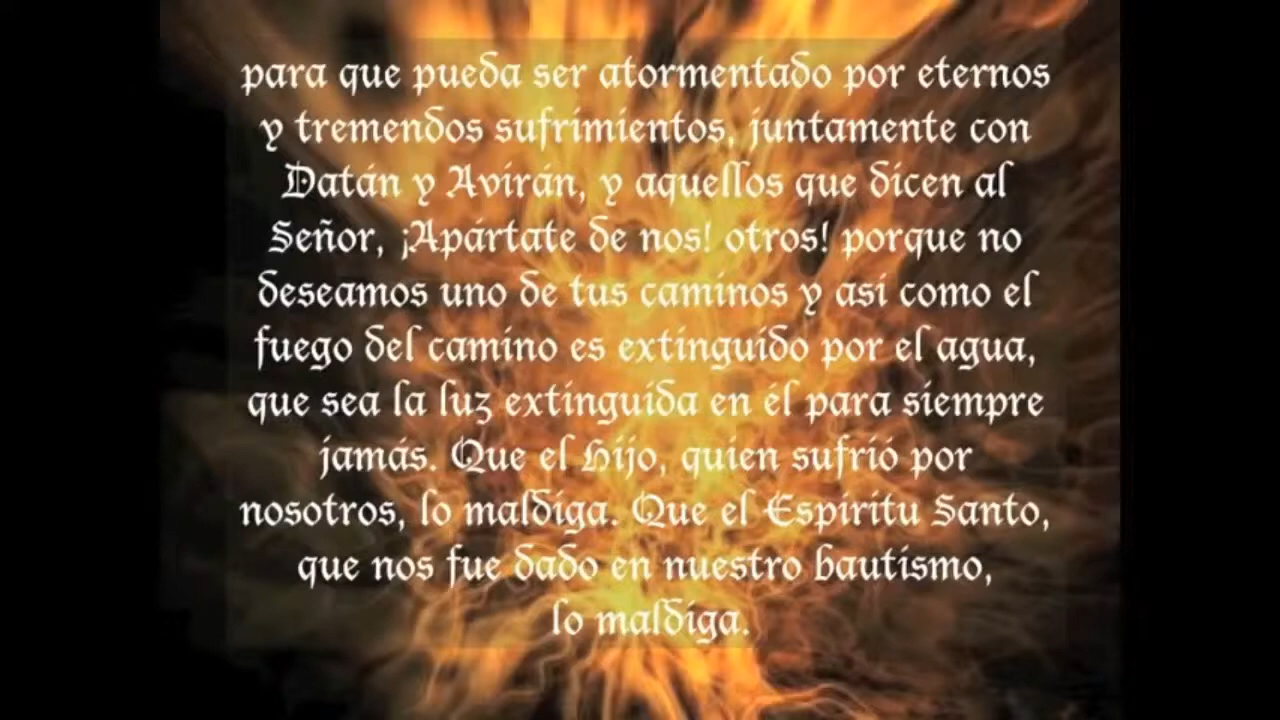 para que pueda ser atormentado por eternos
y tremendos sufrimientos, juntamente con
Datán y Avirán, y aquellos que dicen al
Señor, ¡Apártate de nos! otros! porque no
deseamos uno de tus caminos y asi como el
fuego del camino es extinguido por el agua,
que sea la luz extinguida en él para siempre
jamás. Que el Hijo, quien sufrió por
nosotros, lo maldiga. Que el Espiritu Santo,
que nos fue dado en nuestro bautismo,
lo maldiga.